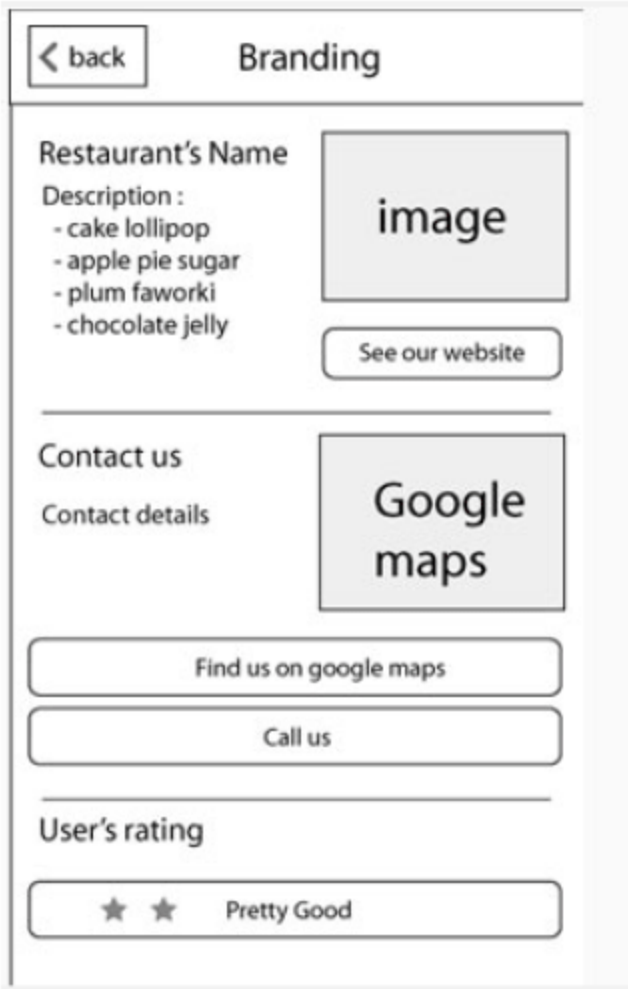 back
Branding
Restaurant's Name
Description :
- cake lollipop
- apple pie sugar
- plum faworki
- chocolate jelly
image
See our website
Contact us
Contact details
Google
maps
Find us on google maps
Call us
User's rating
Pretty Good